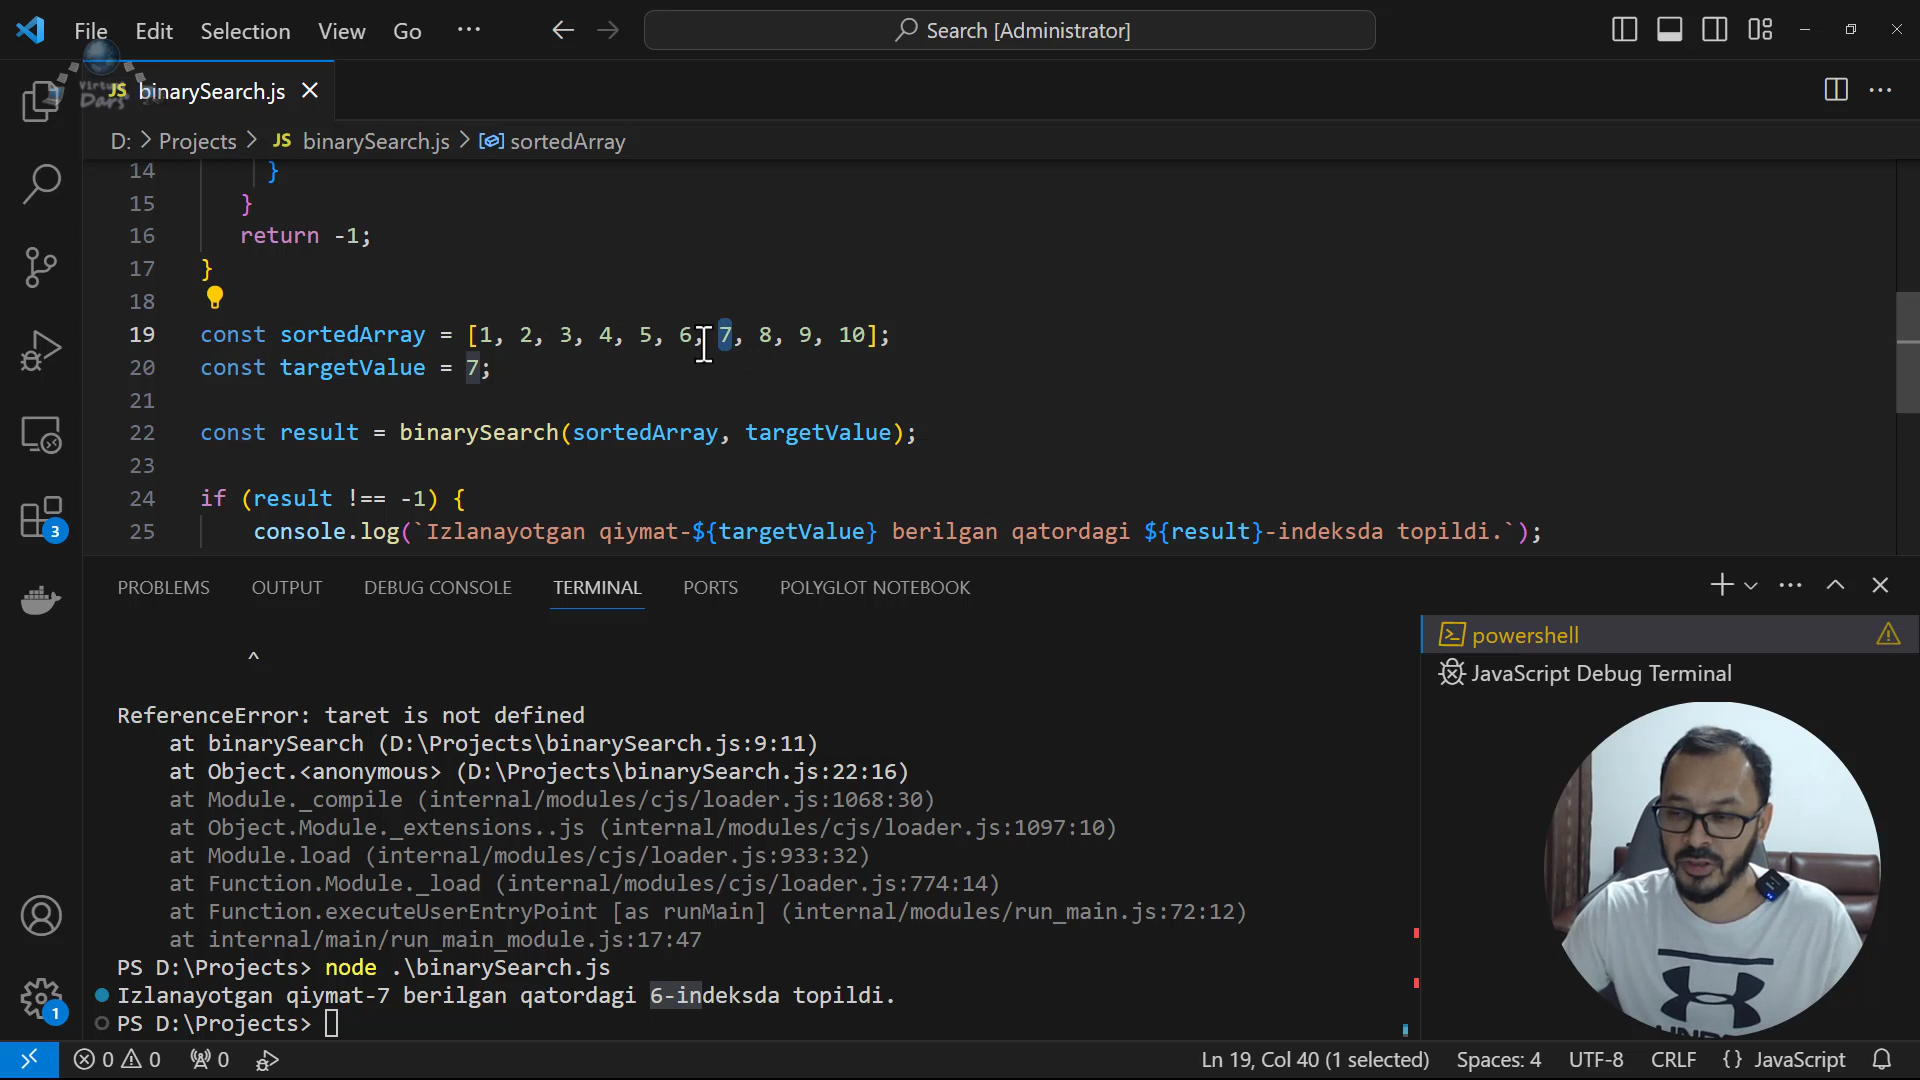 File Edit Selection View Go ··· Search [Administrator]
Virtual Dars
JS binarySearch.js
D: > Projects > JS binarySearch.js > sortedArray
14 }
15 }
16 return -1;
17 }
18
19 const sortedArray = [1, 2, 3, 4, 5, 6, 7, 8, 9, 10];
20 const targetValue = 7;
21
22 const result = binarySearch(sortedArray, targetValue);
23
24 if (result !== -1) {
25 console.log(`Izlanayotgan qiymat-${targetValue} berilgan qatordagi ${result}-indeksda topildi.`);
3
PROBLEMS OUTPUT DEBUG CONSOLE TERMINAL PORTS POLYGLOT NOTEBOOK
powershell
JavaScript Debug Terminal
^
ReferenceError: taret is not defined
at binarySearch (D:\Projects\binarySearch.js:9:11)
at Object.<anonymous> (D:\Projects\binarySearch.js:22:16)
at Module._compile (internal/modules/cjs/loader.js:1068:30)
at Object.Module._extensions..js (internal/modules/cjs/loader.js:1097:10)
at Module.load (internal/modules/cjs/loader.js:933:32)
at Function.Module._load (internal/modules/cjs/loader.js:774:14)
at Function.executeUserEntryPoint [as runMain] (internal/modules/run_main.js:72:12)
at internal/main/run_main_module.js:17:47
PS D:\Projects> node .\binarySearch.js
Izlanayotgan qiymat-7 berilgan qatordagi 6-indeksda topildi.
PS D:\Projects>
1
0 0 0 Ln 19, Col 40 (1 selected) Spaces: 4 UTF-8 CRLF {} JavaScript